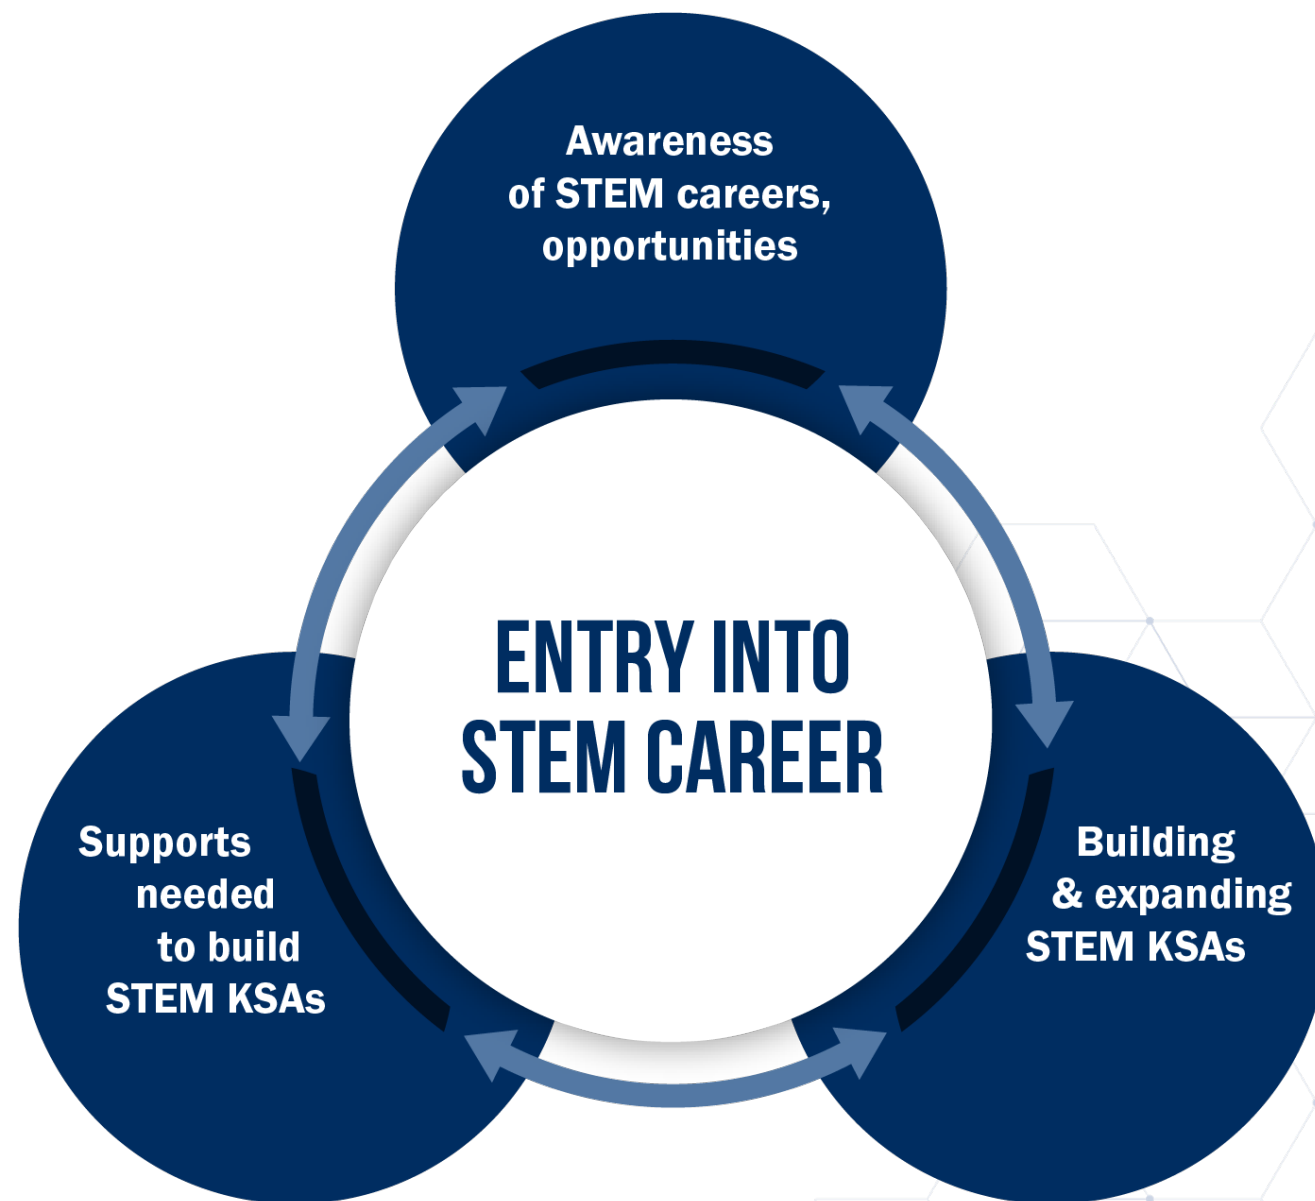 Awareness
of STEM careers,
opportunities
ENTRY INTO
STEM CAREER
Supports
needed
to build
STEM KSAs
Building
& expanding
STEM KSAs